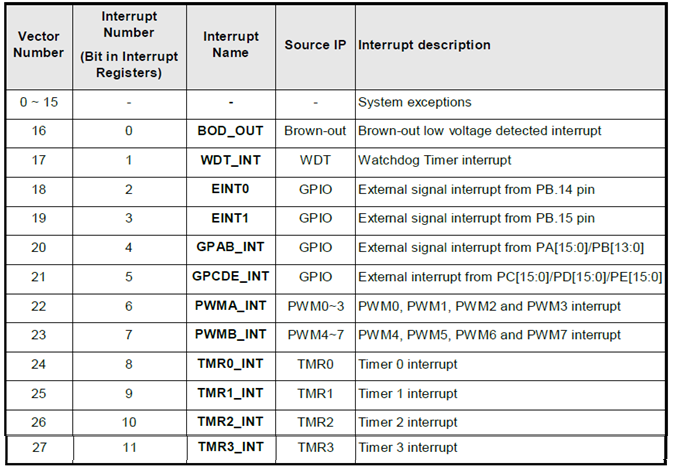 Vector Number | Interrupt Number (Bit in Interrupt Registers) | Interrupt Name | Source IP | Interrupt description
0 ~ 15 | - | - | - | System exceptions
16 | 0 | BOD_OUT | Brown-out | Brown-out low voltage detected interrupt
17 | 1 | WDT_INT | WDT | Watchdog Timer interrupt
18 | 2 | EINT0 | GPIO | External signal interrupt from PB.14 pin
19 | 3 | EINT1 | GPIO | External signal interrupt from PB.15 pin
20 | 4 | GPAB_INT | GPIO | External signal interrupt from PA[15:0]/PB[13:0]
21 | 5 | GPCDE_INT | GPIO | External interrupt from PC[15:0]/PD[15:0]/PE[15:0]
22 | 6 | PWMA_INT | PWM0~3 | PWM0, PWM1, PWM2 and PWM3 interrupt
23 | 7 | PWMB_INT | PWM4~7 | PWM4, PWM5, PWM6 and PWM7 interrupt
24 | 8 | TMR0_INT | TMR0 | Timer 0 interrupt
25 | 9 | TMR1_INT | TMR1 | Timer 1 interrupt
26 | 10 | TMR2_INT | TMR2 | Timer 2 interrupt
27 | 11 | TMR3_INT | TMR3 | Timer 3 interrupt